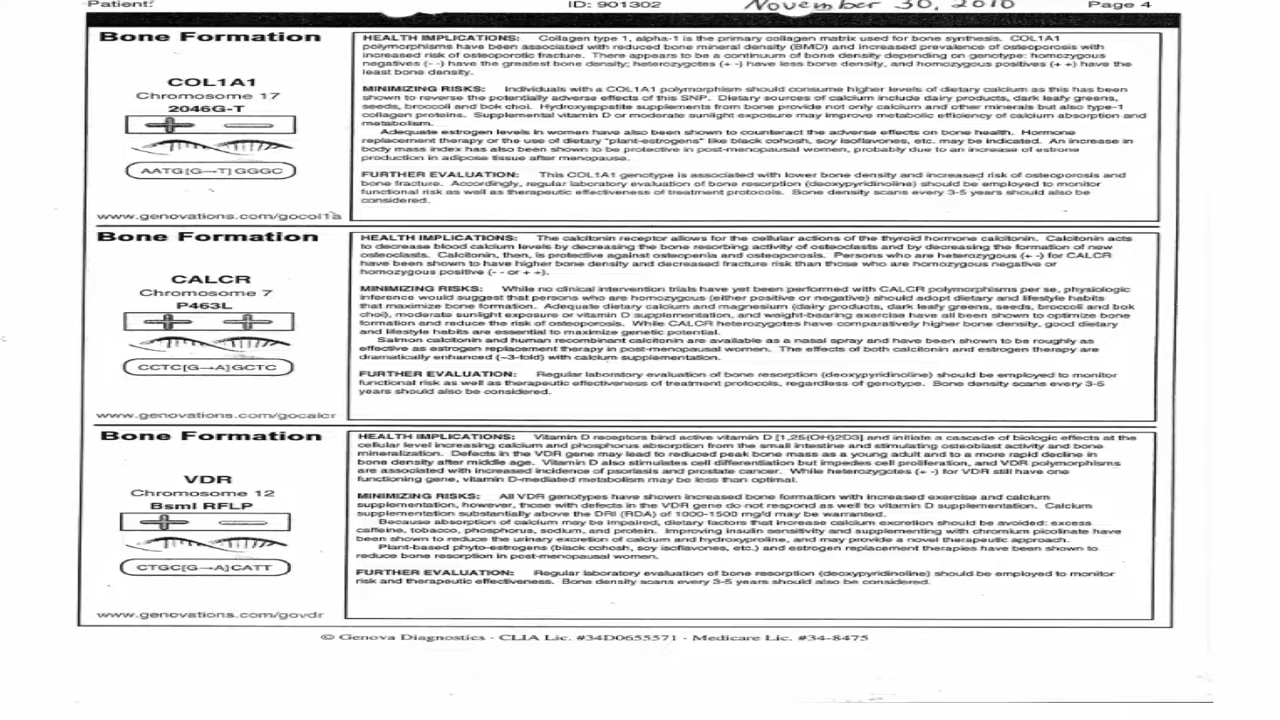 Patient: ID: 901302 November 30, 2010 Page 4
Bone Formation
COL1A1
Chromosome 17
2046G-T
+ -
AATG[G→T]GGGC
www.genovations.com/gocol1a
HEALTH IMPLICATIONS: Collagen type 1, alpha-1 is the primary collagen matrix used for bone synthesis. COL1A1
polymorphisms have been associated with reduced bone mineral density (BMD) and increased prevalence of osteoporosis with
increased risk of osteoporotic fracture. There appears to be a continuum of bone density depending on genotype: homozygous
negatives (- -) have the greatest bone density; heterozygotes (+ -) have less bone density, and homozygous positives (+ +) have the
least bone density.
MINIMIZING RISKS: Individuals with a COL1A1 polymorphism should consume higher levels of dietary calcium as this has been
shown to reverse the potentially adverse effects of this SNP. Dietary sources of calcium include dairy products, dark leafy greens,
seeds, broccoli and bok choi. Hydroxyapatite supplements from bone provide not only calcium and other minerals but also type-1
collagen proteins. Supplemental vitamin D or moderate sunlight exposure may improve metabolic efficiency of calcium absorption and
metabolism.
Adequate estrogen levels in women have also been shown to counteract the adverse effects on bone health. Hormone
replacement therapy or the use of dietary "plant-estrogens" like black cohosh, soy isoflavones, etc. may be indicated. An increase in
body mass index has also been shown to be protective in post-menopausal women, probably due to an increase of estrone
production in adipose tissue after menopause.
FURTHER EVALUATION: This COL1A1 genotype is associated with lower bone density and increased risk of osteoporosis and
bone fracture. Accordingly, regular laboratory evaluation of bone resorption (deoxypyridinoline) should be employed to monitor
functional risk as well as therapeutic effectiveness of treatment protocols. Bone density scans every 3-5 years should also be
considered.
Bone Formation
CALCR
Chromosome 7
P463L
+ +
CCTC[G→A]GCTC
www.genovations.com/gocalcr
HEALTH IMPLICATIONS: The calcitonin receptor allows for the cellular actions of the thyroid hormone calcitonin. Calcitonin acts
to decrease blood calcium levels by decreasing the bone resorbing activity of osteoclasts and by decreasing the formation of new
osteoclasts. Calcitonin, then, is protective against osteopenia and osteoporosis. Persons who are heterozygous (+ -) for CALCR
have been shown to have higher bone density and decreased fracture risk than those who are homozygous negative or
homozygous positive (- - or + +).
MINIMIZING RISKS: While no clinical intervention trials have yet been performed with CALCR polymorphisms per se, physiologic
inference would suggest that persons who are homozygous (either positive or negative) should adopt dietary and lifestyle habits
that maximize bone formation. Adequate dietary calcium and magnesium (dairy products, dark leafy greens, seeds, broccoli and bok
choi), moderate sunlight exposure or vitamin D supplementation, and weight-bearing exercise have all been shown to optimize bone
formation and reduce the risk of osteoporosis. While CALCR heterozygotes have comparatively higher bone density, good dietary
and lifestyle habits are essential to maximize genetic potential.
Salmon calcitonin and human recombinant calcitonin are available as a nasal spray and have been shown to be roughly as
effective as estrogen replacement therapy in post-menopausal women. The effects of both calcitonin and estrogen therapy are
dramatically enhanced (~3-fold) with calcium supplementation.
FURTHER EVALUATION: Regular laboratory evaluation of bone resorption (deoxypyridinoline) should be employed to monitor
functional risk as well as therapeutic effectiveness of treatment protocols, regardless of genotype. Bone density scans every 3-5
years should also be considered.
Bone Formation
VDR
Chromosome 12
BsmI RFLP
+ -
CTGC[G→A]CATT
www.genovations.com/govdr
HEALTH IMPLICATIONS: Vitamin D receptors bind active vitamin D [1,25(OH)2D3] and initiate a cascade of biologic effects at the
cellular level increasing calcium and phosphorus absorption from the small intestine and stimulating osteoblast activity and bone
mineralization. Defects in the VDR gene may lead to reduced peak bone mass as a young adult and to a more rapid decline in
bone density after middle age. Vitamin D also stimulates cell differentiation but impedes cell proliferation, and VDR polymorphisms
are associated with increased incidence of psoriasis and prostate cancer. While heterozygotes (+ -) for VDR still have one
functioning gene, vitamin D-mediated metabolism may be less than optimal.
MINIMIZING RISKS: All VDR genotypes have shown increased bone formation with increased exercise and calcium
supplementation, however, those with defects in the VDR gene do not respond as well to vitamin D supplementation. Calcium
supplementation substantially above the DRI (RDA) of 1000-1500 mg/d may be warranted.
Because absorption of calcium may be impaired, dietary factors that increase calcium excretion should be avoided: excess
caffeine, tobacco, phosphorus, sodium, and protein. Improving insulin sensitivity and supplementing with chromium picolinate have
been shown to reduce the urinary excretion of calcium and hydroxyproline, and may provide a novel therapeutic approach.
Plant-based phyto-estrogens (black cohosh, soy isoflavones, etc.) and estrogen replacement therapies have been shown to
reduce bone resorption in post-menopausal women.
FURTHER EVALUATION: Regular laboratory evaluation of bone resorption (deoxypyridinoline) should be employed to monitor
risk and therapeutic effectiveness. Bone density scans every 3-5 years should also be considered.
© Genova Diagnostics - CLIA Lic. #34D0655571 - Medicare Lic. #34-8475